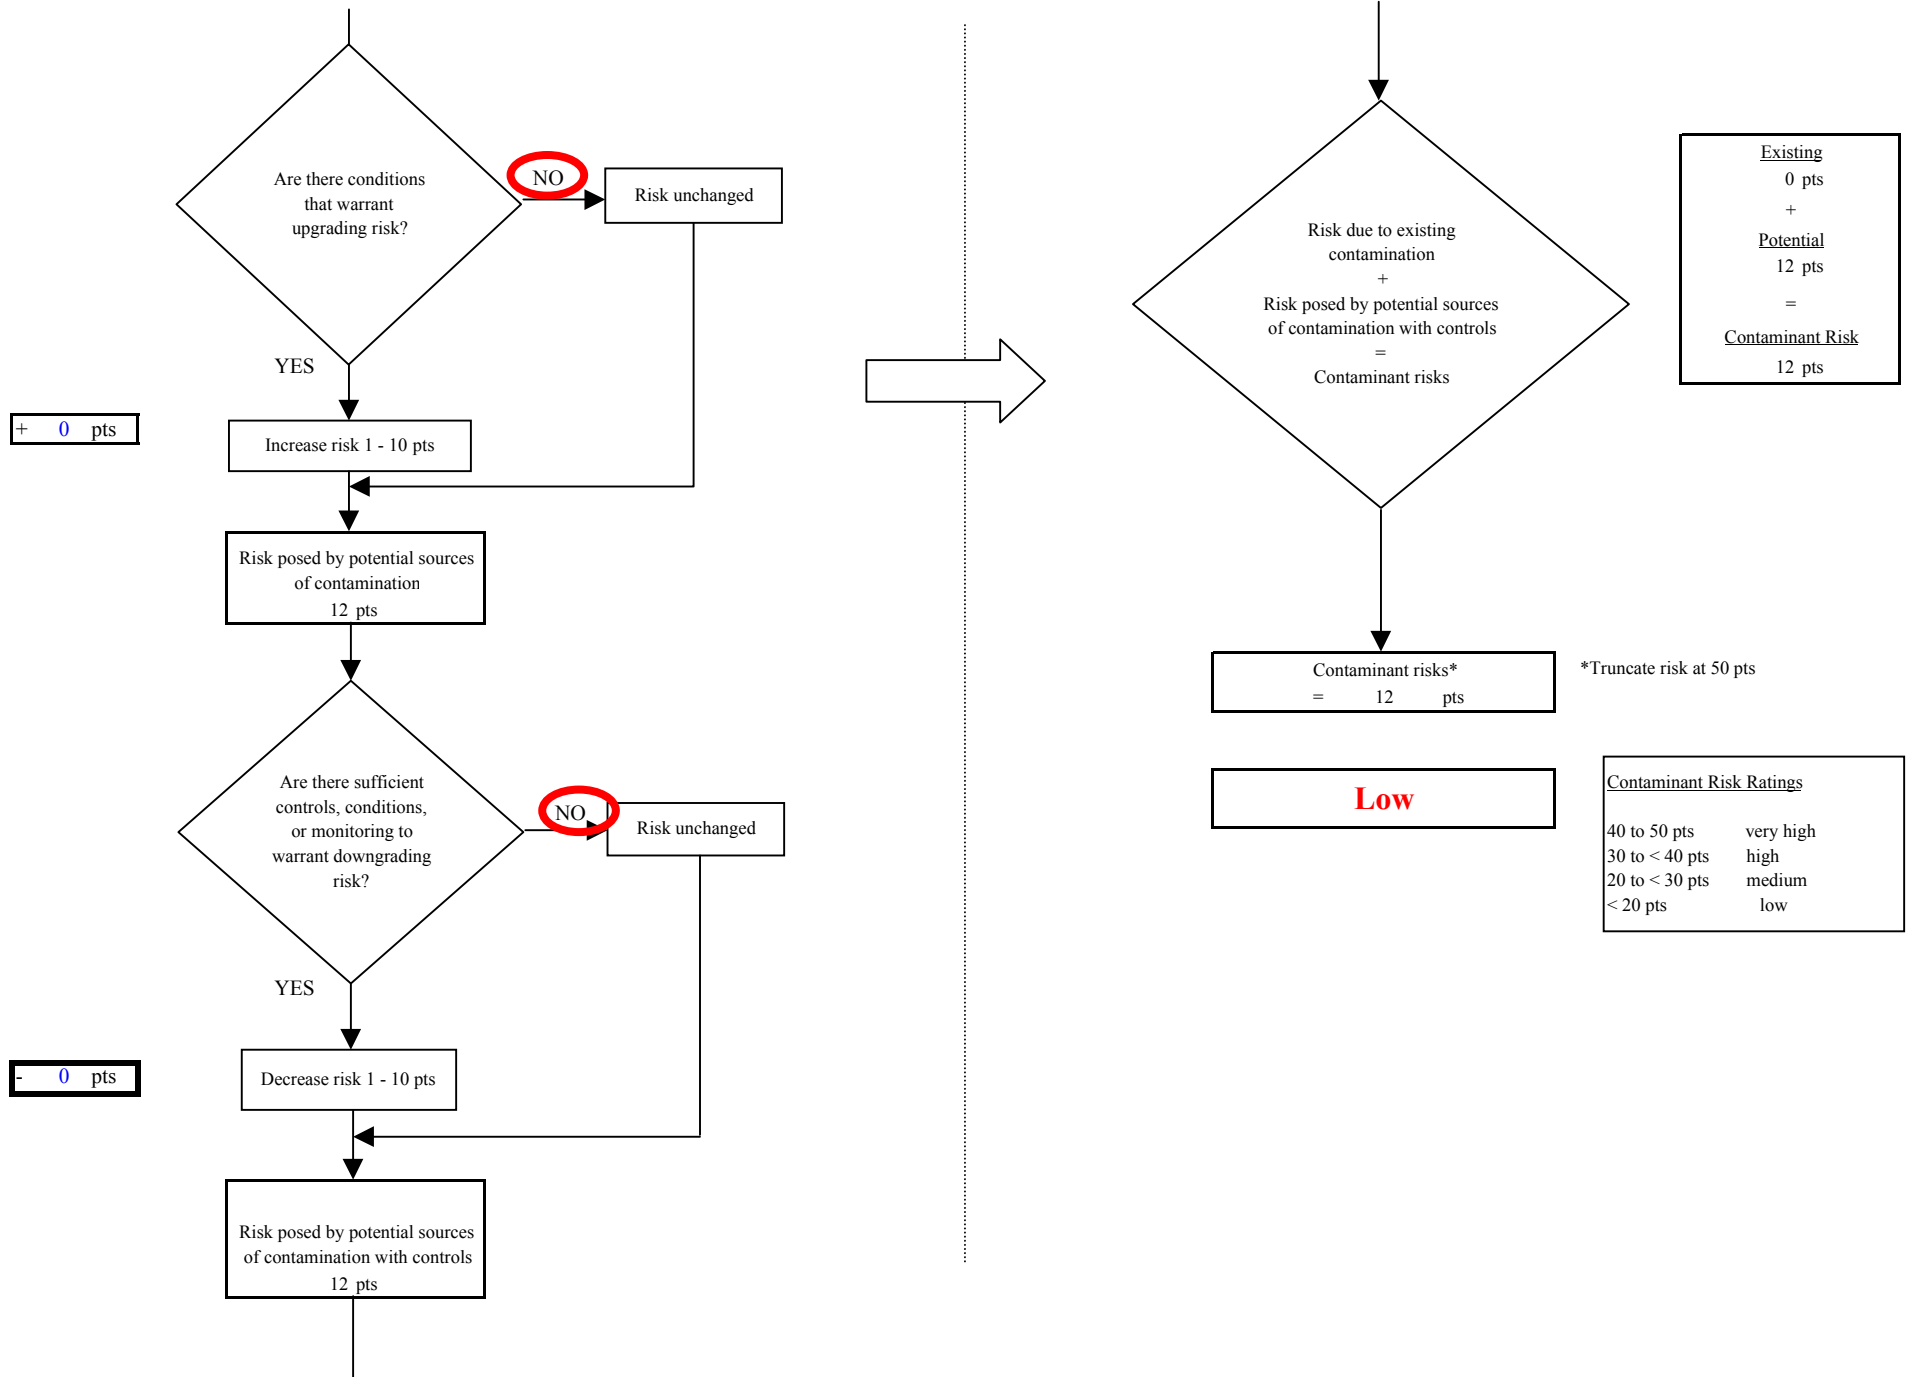 Are there conditions
that warrant
upgrading risk?
NO
Risk unchanged
YES
+ 0 pts
Increase risk 1 - 10 pts
Risk posed by potential sources
of contamination
12 pts
Are there sufficient
controls, conditions,
or monitoring to
warrant downgrading
risk?
NO
Risk unchanged
YES
- 0 pts
Decrease risk 1 - 10 pts
Risk posed by potential sources
of contamination with controls
12 pts
Risk due to existing
contamination
+
Risk posed by potential sources
of contamination with controls
=
Contaminant risks
Existing
0 pts
+
Potential
12 pts
=
Contaminant Risk
12 pts
Contaminant risks*
= 12 pts
*Truncate risk at 50 pts
Low
Contaminant Risk Ratings
40 to 50 pts very high
30 to < 40 pts high
20 to < 30 pts medium
< 20 pts low